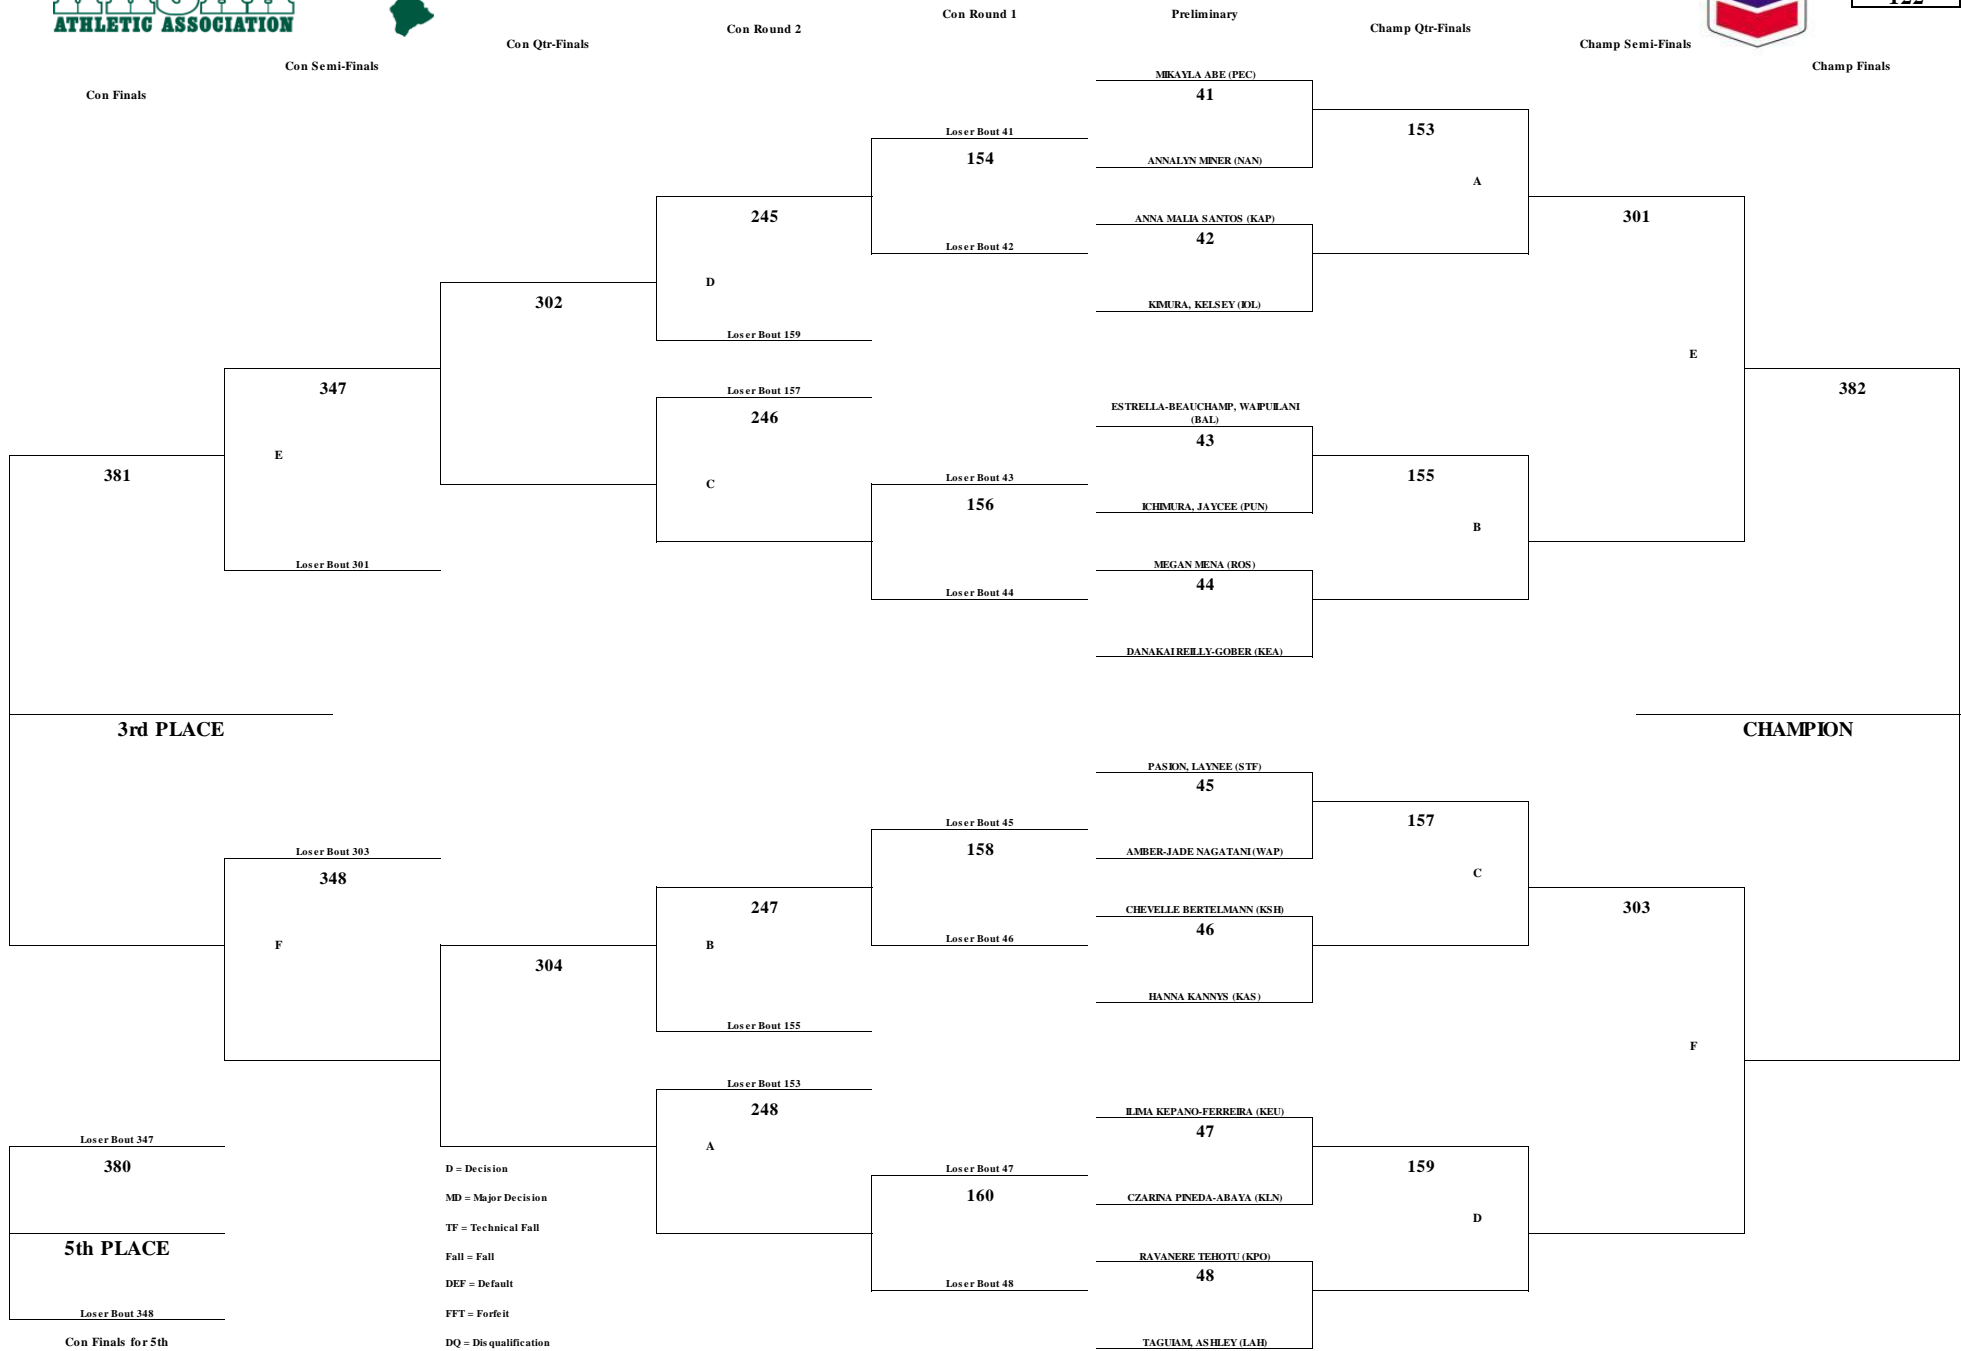 ATHLETIC ASSOCIATION
122
Con Round 1
Preliminary
Con Round 2
Champ Qtr-Finals
Con Qtr-Finals
Champ Semi-Finals
Con Semi-Finals
Champ Finals
Con Finals
MIKAYLA ABE (PEC)
41
153
Loser Bout 41
154
ANNALYN MINER (NAN)
A
245
301
ANNA MALIA SANTOS (KAP)
42
Loser Bout 42
D
302
KIMURA, KELSEY (IOL)
Loser Bout 159
E
347
382
Loser Bout 157
246
ESTRELLA-BEAUCHAMP, WAIPUILANI
(BAL)
43
E
381
155
Loser Bout 43
C
156
ICHIMURA, JAYCEE (PUN)
B
Loser Bout 301
MEGAN MENA (ROS)
44
Loser Bout 44
DANAKAI REILLY-GOBER (KEA)
3rd PLACE
CHAMPION
PASION, LAYNEE (STF)
45
157
Loser Bout 45
158
Loser Bout 303
348
AMBER-JADE NAGATANI (WAP)
C
247
303
CHEVELLE BERTELMANN (KSH)
46
Loser Bout 46
F
B
304
HANNA KANNYS (KAS)
Loser Bout 155
F
Loser Bout 153
248
ILIMA KEPANO-FERREIRA (KEU)
47
Loser Bout 347
380
A
159
D = Decision
Loser Bout 47
160
MD = Major Decision
CZARINA PINEDA-ABAYA (KLN)
D
TF = Technical Fall
5th PLACE
Fall = Fall
RAVANERE TEHOTU (KPO)
48
DEF = Default
Loser Bout 48
Loser Bout 348
FFT = Forfeit
Con Finals for 5th
DQ = Disqualification
TAGUIAM, ASHLEY (LAH)